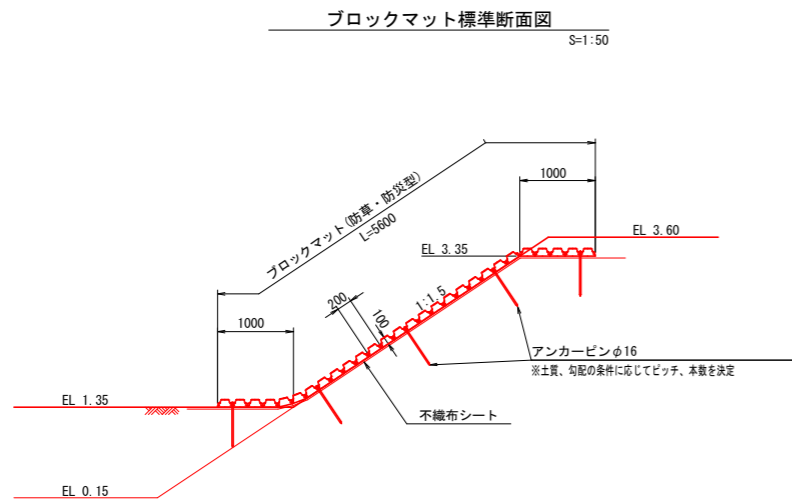 ブロックマット標準断面図
S=1:50
1000
ブロックマット(防草・防災型)
L=5600
EL 3.60
EL 3.35
1:1.5
200
100
1000
アンカーピンφ16
※土質、勾配の条件に応じてピッチ、本数を決定
EL 1.35
不織布シート
EL 0.15